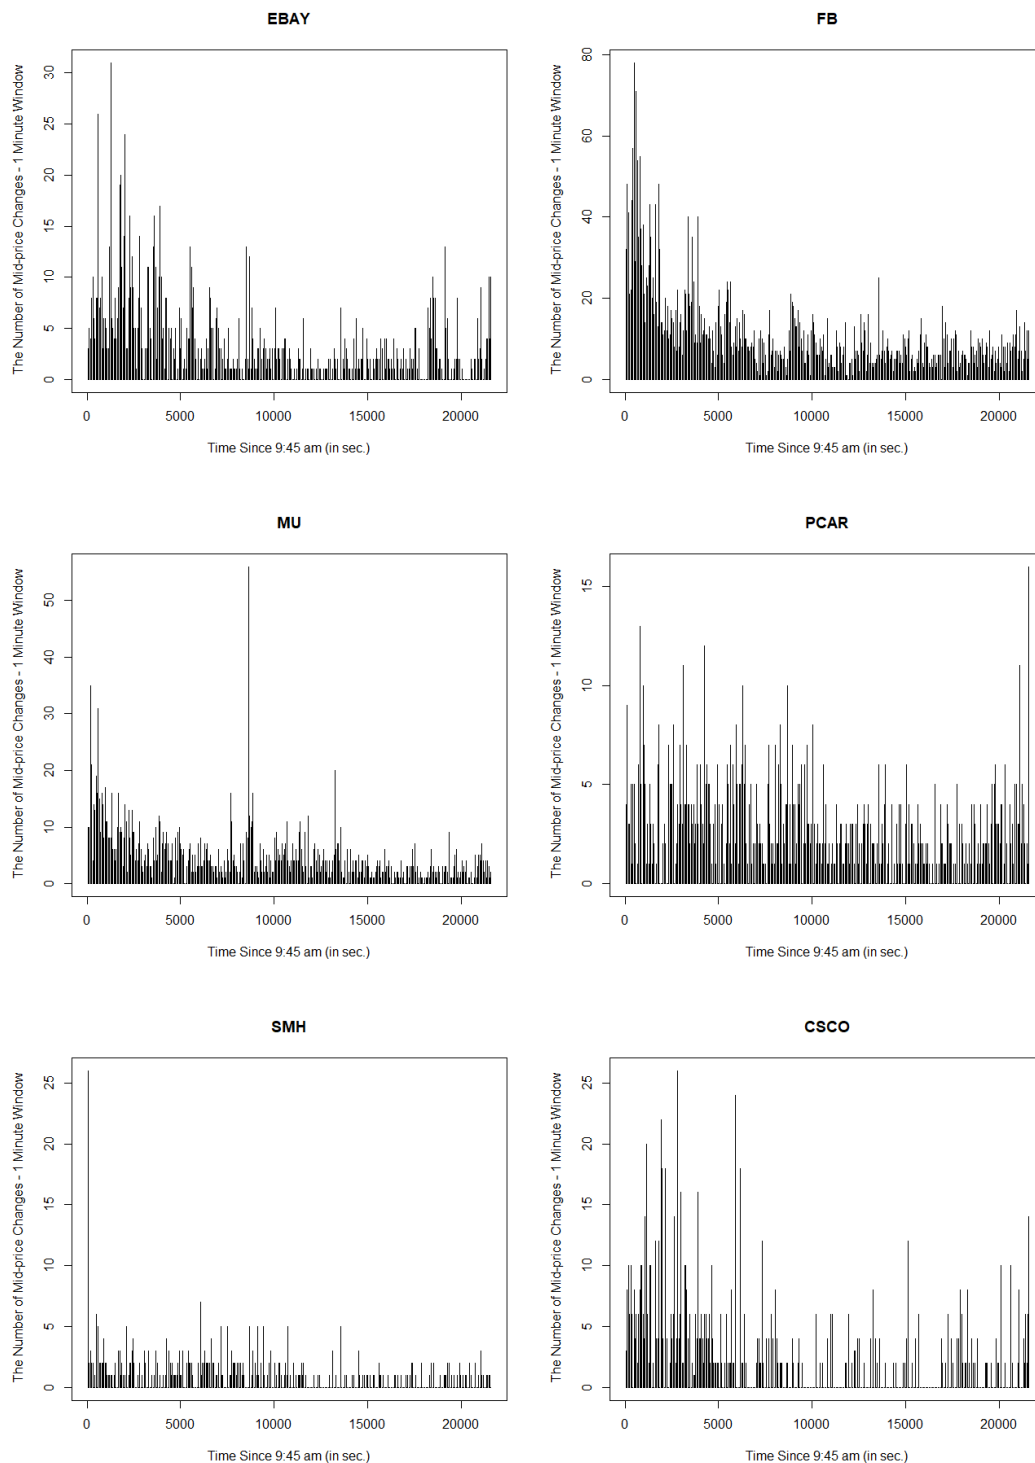 EBAY
The Number of Mid-price Changes - 1 Minute Window
30
25
20
15
10
5
0
0 5000 10000 15000 20000
Time Since 9:45 am (in sec.)
FB
The Number of Mid-price Changes - 1 Minute Window
80
60
40
20
0
0 5000 10000 15000 20000
Time Since 9:45 am (in sec.)
MU
The Number of Mid-price Changes - 1 Minute Window
50
40
30
20
10
0
0 5000 10000 15000 20000
Time Since 9:45 am (in sec.)
PCAR
The Number of Mid-price Changes - 1 Minute Window
15
10
5
0
0 5000 10000 15000 20000
Time Since 9:45 am (in sec.)
SMH
The Number of Mid-price Changes - 1 Minute Window
25
20
15
10
5
0
0 5000 10000 15000 20000
Time Since 9:45 am (in sec.)
CSCO
The Number of Mid-price Changes - 1 Minute Window
25
20
15
10
5
0
0 5000 10000 15000 20000
Time Since 9:45 am (in sec.)